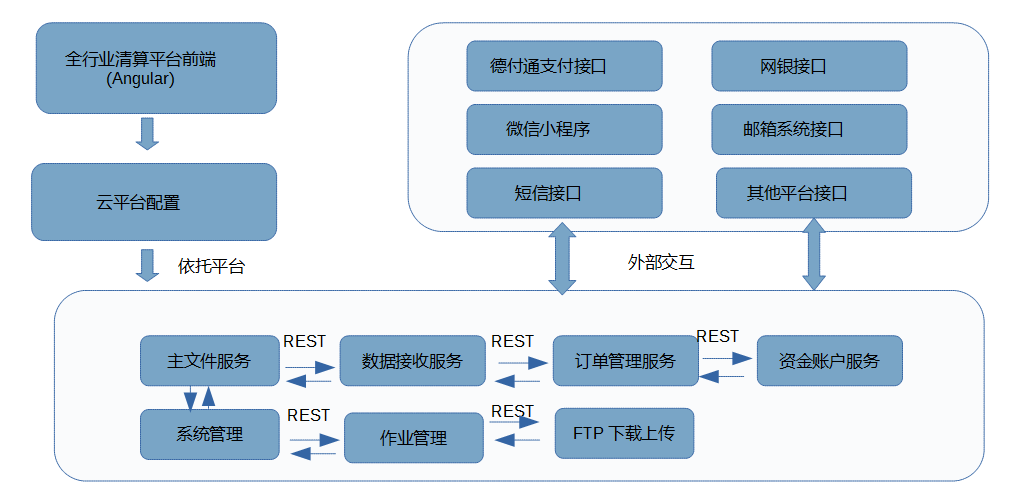 全行业清算平台前端
(Angular)
云平台配置
依托平台
德付通支付接口
网银接口
微信小程序
邮箱系统接口
短信接口
其他平台接口
外部交互
主文件服务
REST
数据接收服务
REST
订单管理服务
REST
资金账户服务
系统管理
REST
作业管理
REST
FTP 下载上传